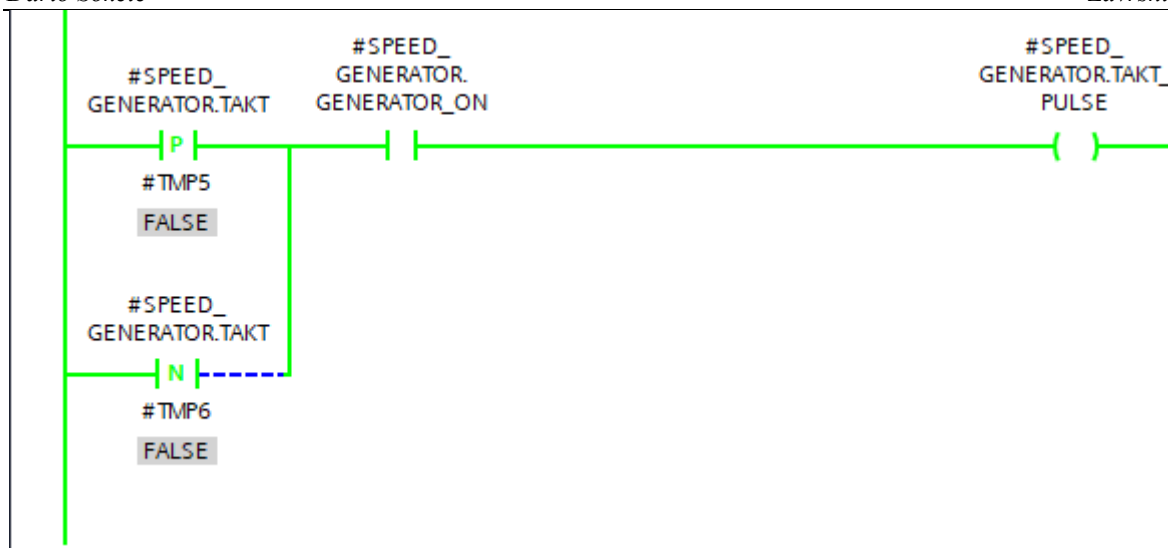 #SPEED_
GENERATOR.TAKT
P
#TMP5
FALSE
#SPEED_
GENERATOR.
GENERATOR_ON
#SPEED_
GENERATOR.TAKT_
PULSE
#SPEED_
GENERATOR.TAKT
N
#TMP6
FALSE